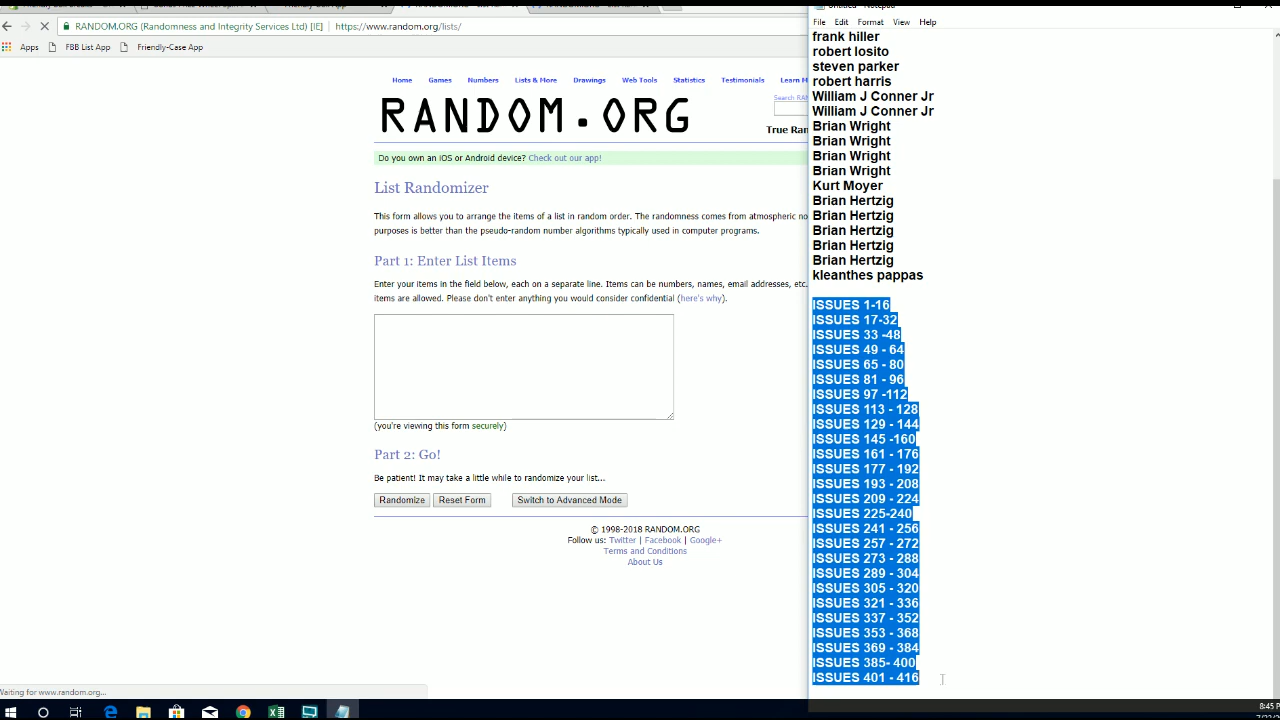 RANDOM.ORG (Randomness and Integrity Services Ltd) [IE] https://www.random.org/lists/
Apps FBB List App Friendly-Case App
Home Games Numbers Lists & More Drawings Web Tools Statistics Testimonials Learn M
Search RAN
RANDOM.ORG
True Ran
Do you own an iOS or Android device? Check out our app!
List Randomizer
This form allows you to arrange the items of a list in random order. The randomness comes from atmospheric no
purposes is better than the pseudo-random number algorithms typically used in computer programs.
Part 1: Enter List Items
Enter your items in the field below, each on a separate line. Items can be numbers, names, email addresses, etc.
items are allowed. Please don't enter anything you would consider confidential (here's why).
(you're viewing this form securely)
Part 2: Go!
Be patient! It may take a little while to randomize your list...
Randomize Reset Form Switch to Advanced Mode
© 1998-2018 RANDOM.ORG
Follow us: Twitter | Facebook | Google+
Terms and Conditions
About Us
Waiting for www.random.org...
File Edit Format View Help
frank hiller
robert losito
steven parker
robert harris
William J Conner Jr
William J Conner Jr
Brian Wright
Brian Wright
Brian Wright
Brian Wright
Kurt Moyer
Brian Hertzig
Brian Hertzig
Brian Hertzig
Brian Hertzig
Brian Hertzig
kleanthes pappas
ISSUES 1-16
ISSUES 17-32
ISSUES 33 -48
ISSUES 49 - 64
ISSUES 65 - 80
ISSUES 81 - 96
ISSUES 97 -112
ISSUES 113 - 128
ISSUES 129 - 144
ISSUES 145 -160
ISSUES 161 - 176
ISSUES 177 - 192
ISSUES 193 - 208
ISSUES 209 - 224
ISSUES 225-240
ISSUES 241 - 256
ISSUES 257 - 272
ISSUES 273 - 288
ISSUES 289 - 304
ISSUES 305 - 320
ISSUES 321 - 336
ISSUES 337 - 352
ISSUES 353 - 368
ISSUES 369 - 384
ISSUES 385- 400
ISSUES 401 - 416
8:45 P